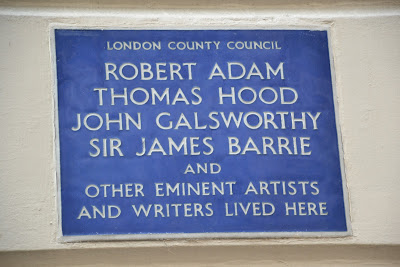 LONDON COUNTY COUNCIL
ROBERT ADAM
THOMAS HOOD
JOHN GALSWORTHY
SIR JAMES BARRIE
AND
OTHER EMINENT ARTISTS
AND WRITERS LIVED HERE